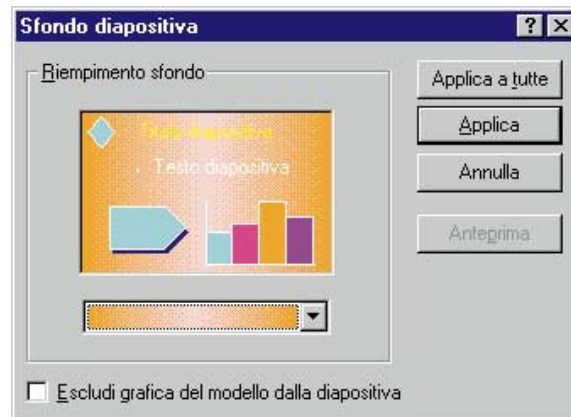 Sfondo diapositiva
Riempimento sfondo
Titolo diapositiva
. Testo diapositiva
Escludi grafica del modello dalla diapositiva
Applica a tutte
Applica
Annulla
Anteprima